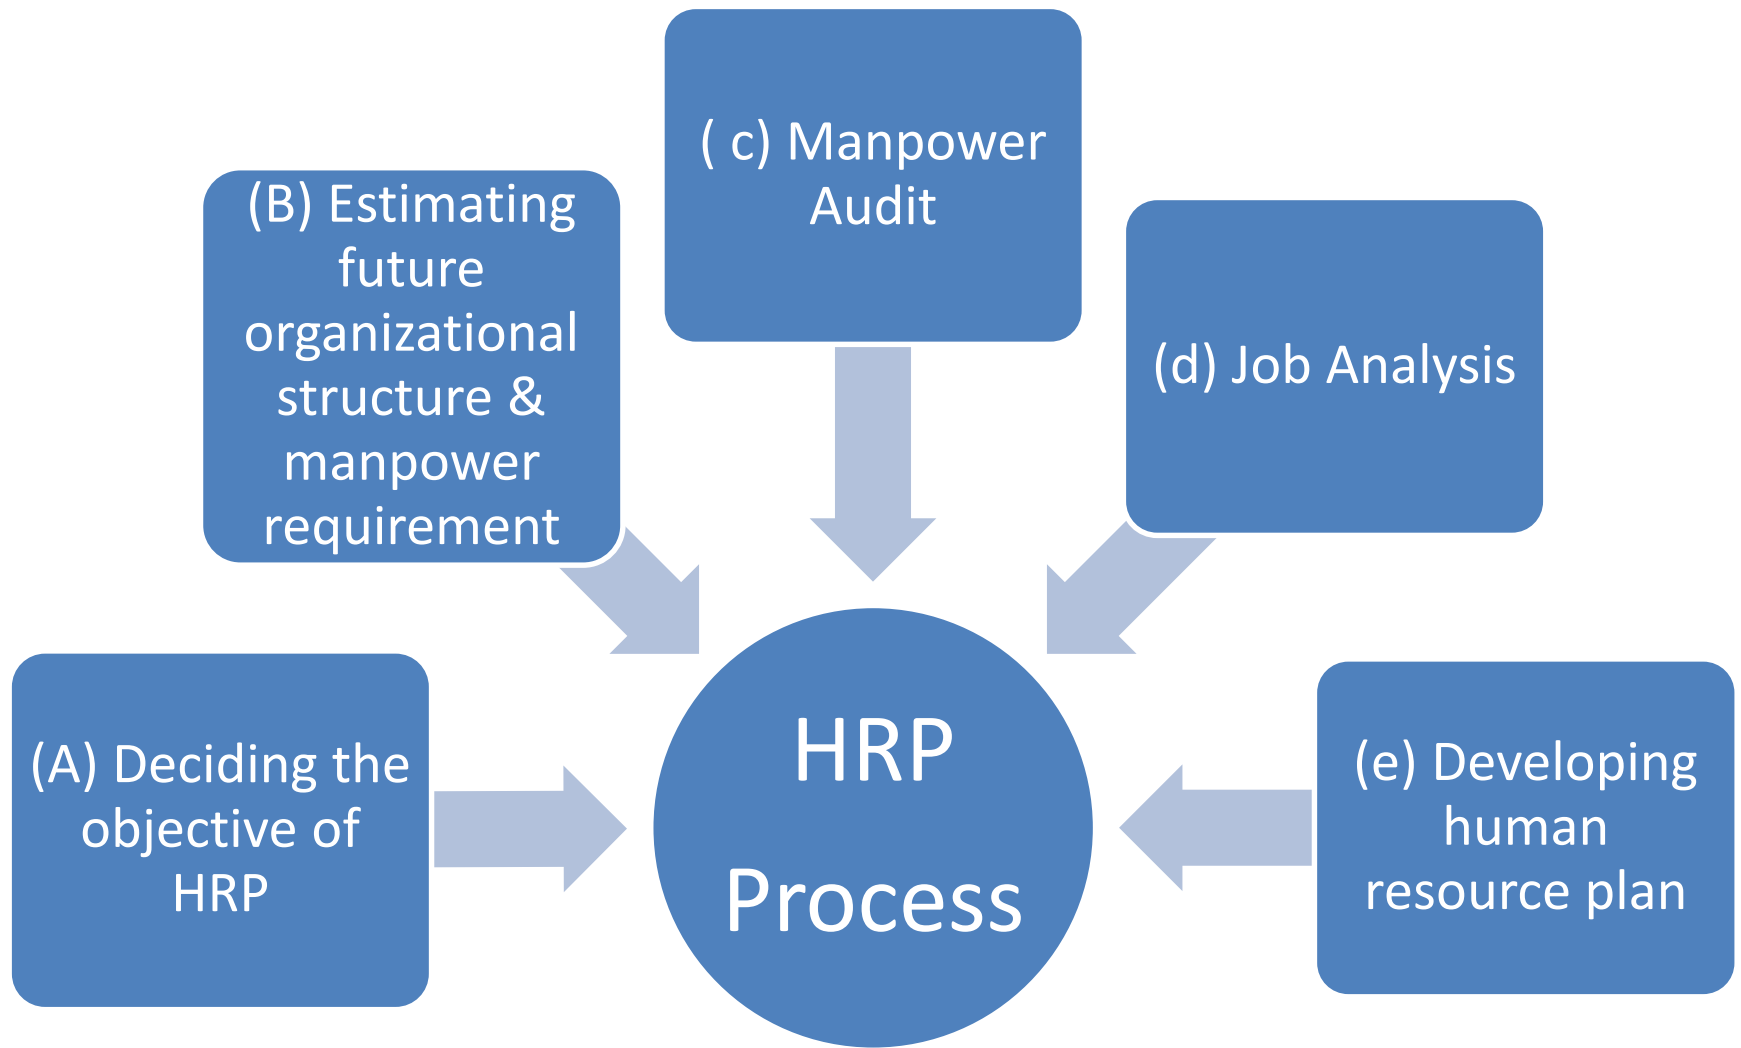 ( c) Manpower
Audit
(B) Estimating
future
organizational
structure &
manpower
requirement
(d) Job Analysis
(A) Deciding the
objective of
HRP
HRP
Process
(e) Developing
human
resource plan